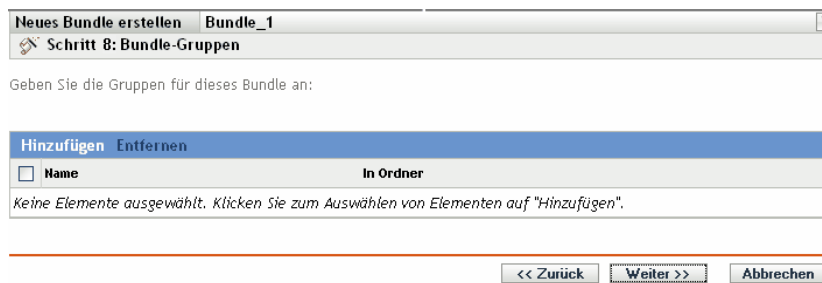 Neues Bundle erstellen Bundle_1
Schritt 8: Bundle-Gruppen
Geben Sie die Gruppen für dieses Bundle an:
Hinzufügen Entfernen
Name In Ordner
Keine Elemente ausgewählt. Klicken Sie zum Auswählen von Elementen auf "Hinzufügen".
<< Zurück Weiter >> Abbrechen